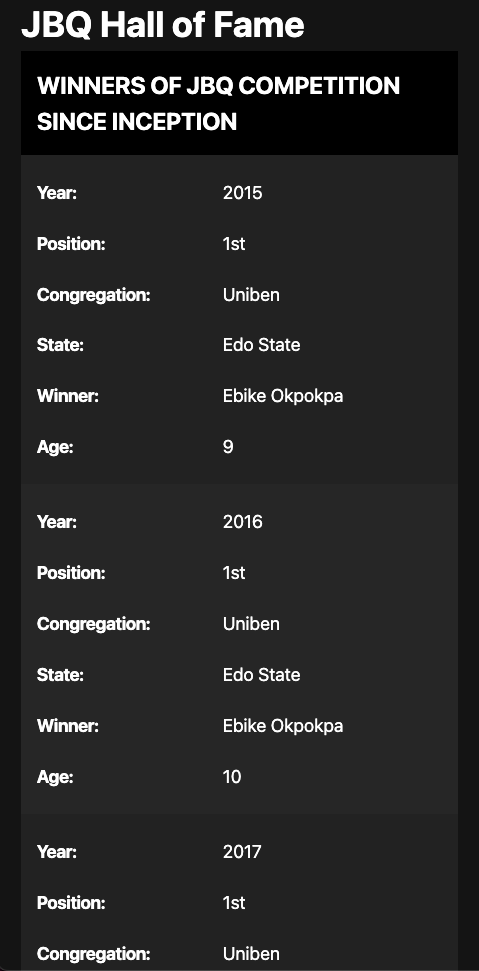 JBQ Hall of Fame
WINNERS OF JBQ COMPETITION
SINCE INCEPTION
Year: 2015
Position: 1st
Congregation: Uniben
State: Edo State
Winner: Ebike Okpokpa
Age: 9
Year: 2016
Position: 1st
Congregation: Uniben
State: Edo State
Winner: Ebike Okpokpa
Age: 10
Year: 2017
Position: 1st
Congregation: Uniben